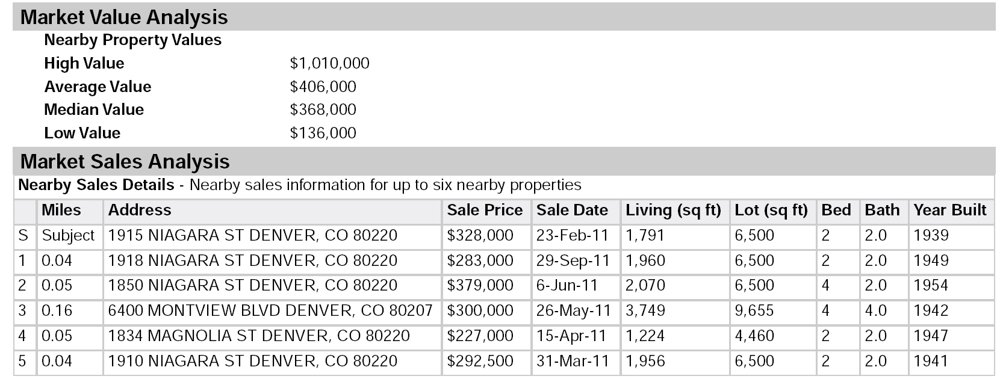 Market Value Analysis
Nearby Property Values
High Value $1,010,000
Average Value $406,000
Median Value $368,000
Low Value $136,000
Market Sales Analysis
Nearby Sales Details - Nearby sales information for up to six nearby properties
Miles Address Sale Price Sale Date Living (sq ft) Lot (sq ft) Bed Bath Year Built
S Subject 1915 NIAGARA ST DENVER, CO 80220 $328,000 23-Feb-11 1,791 6,500 2 2.0 1939
1 0.04 1918 NIAGARA ST DENVER, CO 80220 $283,000 29-Sep-11 1,960 6,500 2 2.0 1949
2 0.05 1850 NIAGARA ST DENVER, CO 80220 $379,000 6-Jun-11 2,070 6,500 4 2.0 1954
3 0.16 6400 MONTVIEW BLVD DENVER, CO 80207 $300,000 26-May-11 3,749 9,655 4 4.0 1942
4 0.05 1834 MAGNOLIA ST DENVER, CO 80220 $227,000 15-Apr-11 1,224 4,460 2 2.0 1947
5 0.04 1910 NIAGARA ST DENVER, CO 80220 $292,500 31-Mar-11 1,956 6,500 2 2.0 1941